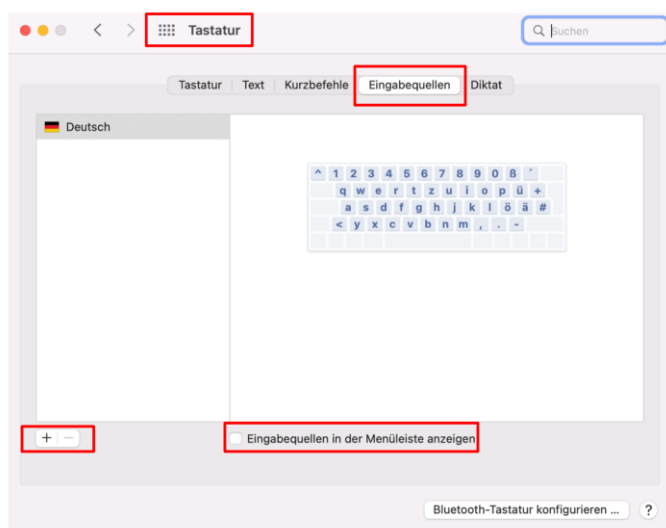 Tastatur
Suchen
Tastatur Text Kurzbefehle Eingabequellen Diktat
Deutsch
^ 1 2 3 4 5 6 7 8 9 0 ß ´
q w e r t z u i o p ü +
a s d f g h j k l ö ä #
< y x c v b n m , . -
+ −
Eingabequellen in der Menüleiste anzeigen
Bluetooth-Tastatur konfigurieren ... ?